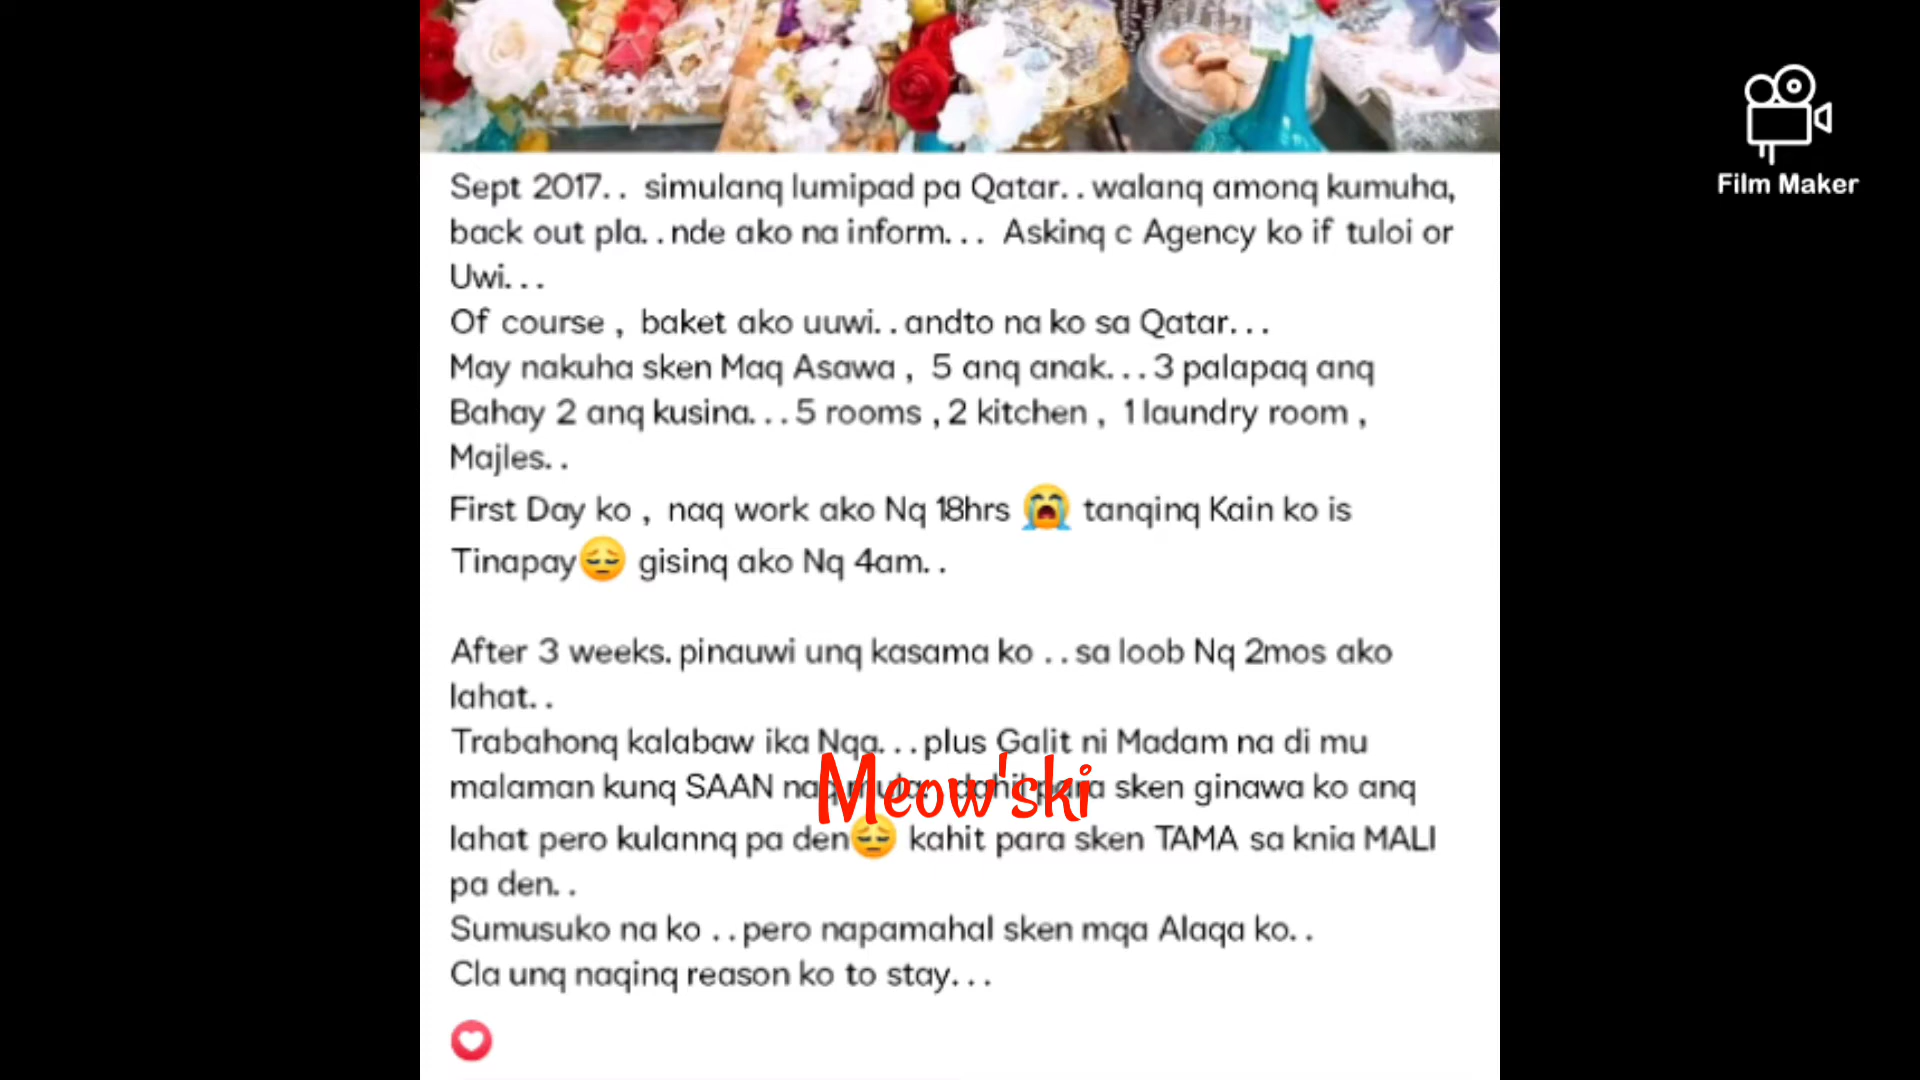 Sept 2017. .  simulanq lumipad pa Qatar. . walanq amonq kumuha,
back out pla. . nde ako na inform. . .  Askinq c Agency ko if tuloi or
Uwi. . .
Of course ,  baket ako uuwi. . andto na ko sa Qatar. . .
May nakuha sken Maq Asawa ,  5 anq anak. . . 3 palapaq anq
Bahay 2 anq kusina. . . 5 rooms , 2 kitchen ,  1 laundry room ,
Majles. .
First Day ko ,  naq work ako Nq 18hrs 😭 tanqinq Kain ko is
Tinapay😔 gisinq ako Nq 4am. .
After 3 weeks. pinauwi unq kasama ko . . sa loob Nq 2mos ako
lahat. .
Trabahonq kalabaw ika Nqa. . . plus Galit ni Madam na di mu
malaman kunq SAAN naq mula. . dahil para sken ginawa ko anq
lahat pero kulannq pa den😔 kahit para sken TAMA sa knia MALI
pa den. .
Sumusuko na ko . . pero napamahal sken mqa Alaqa ko. .
Cla unq naqinq reason ko to stay. . .
Meow'ski
Film Maker